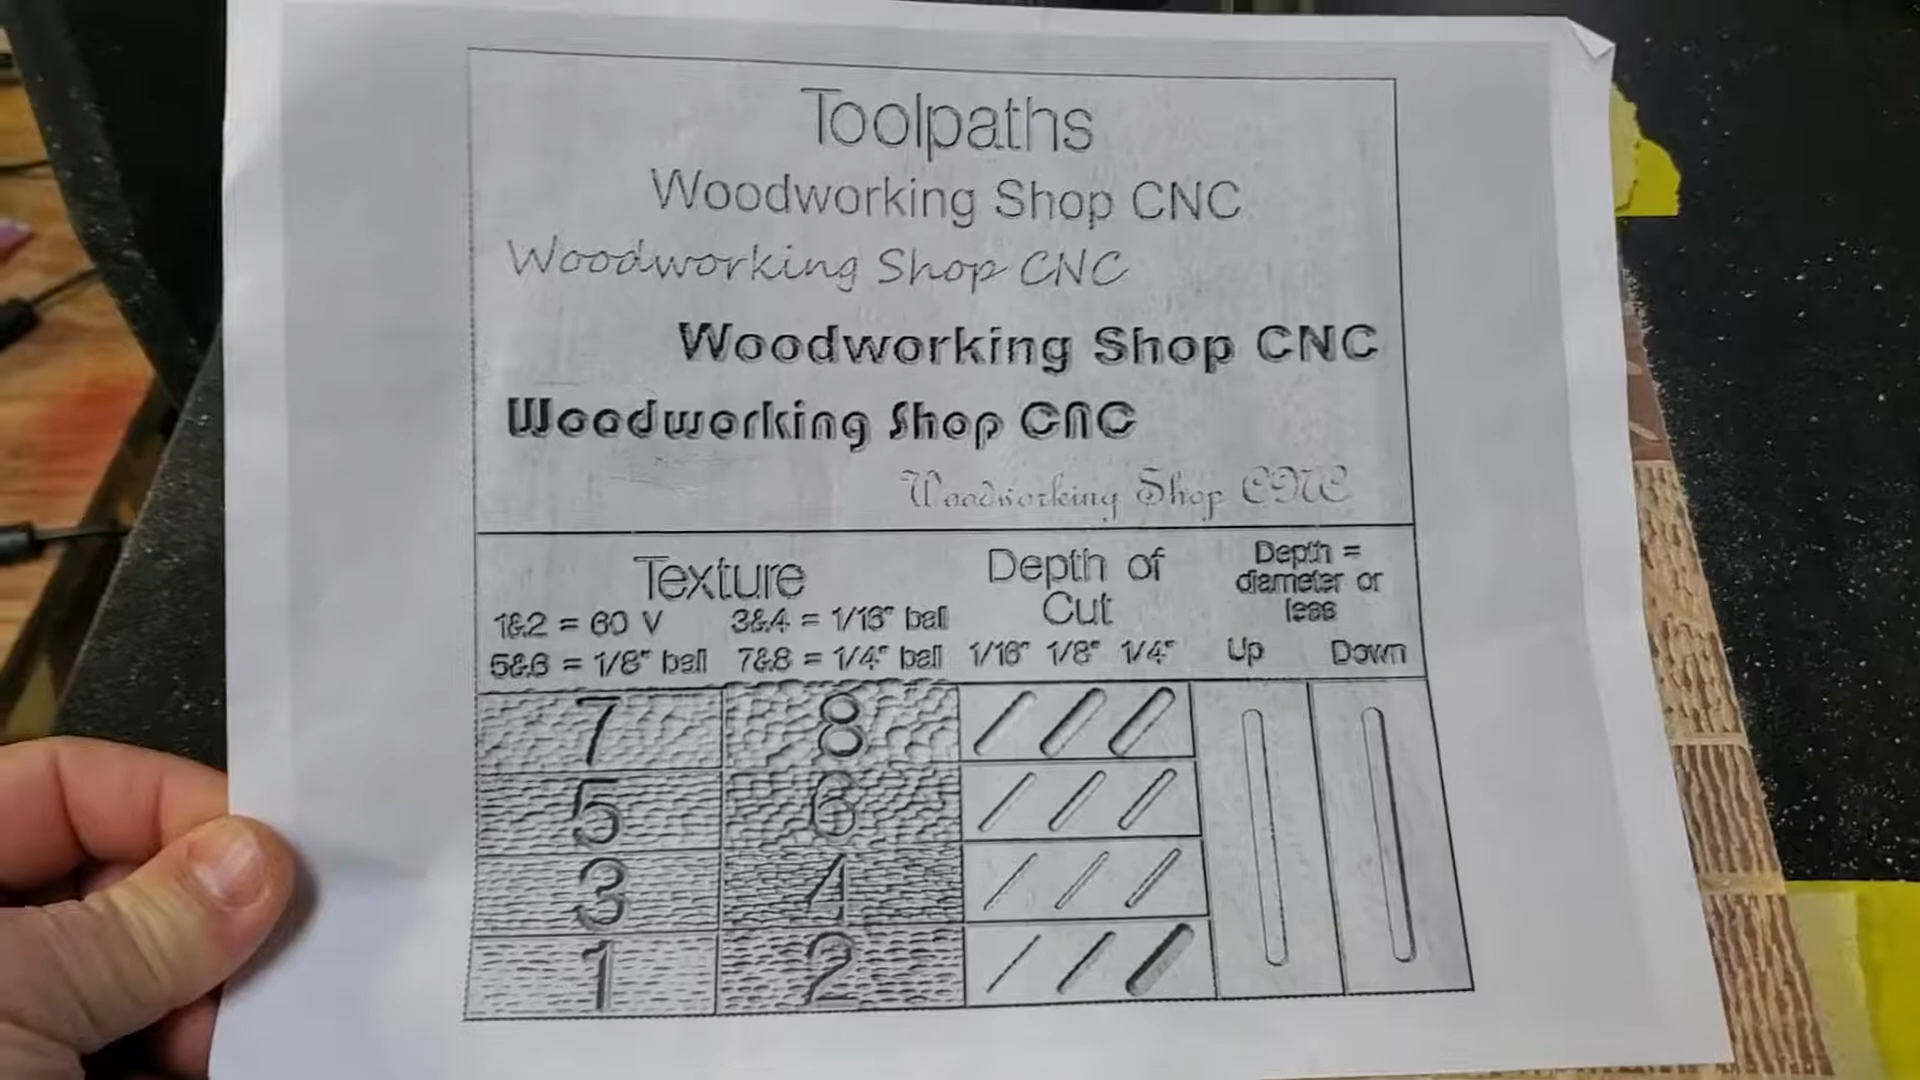 Toolpaths
Woodworking Shop CNC
Woodworking Shop CNC
Woodworking Shop CNC
Woodworking Shop CNC
Woodworking Shop CNC
Texture
1&2 = 60 V 3&4 = 1/16" ball
5&6 = 1/8" ball 7&8 = 1/4" ball
Depth of
Cut
1/16" 1/8" 1/4"
Depth =
diameter or
less
Up Down
7 8
5 6
3 4
1 2